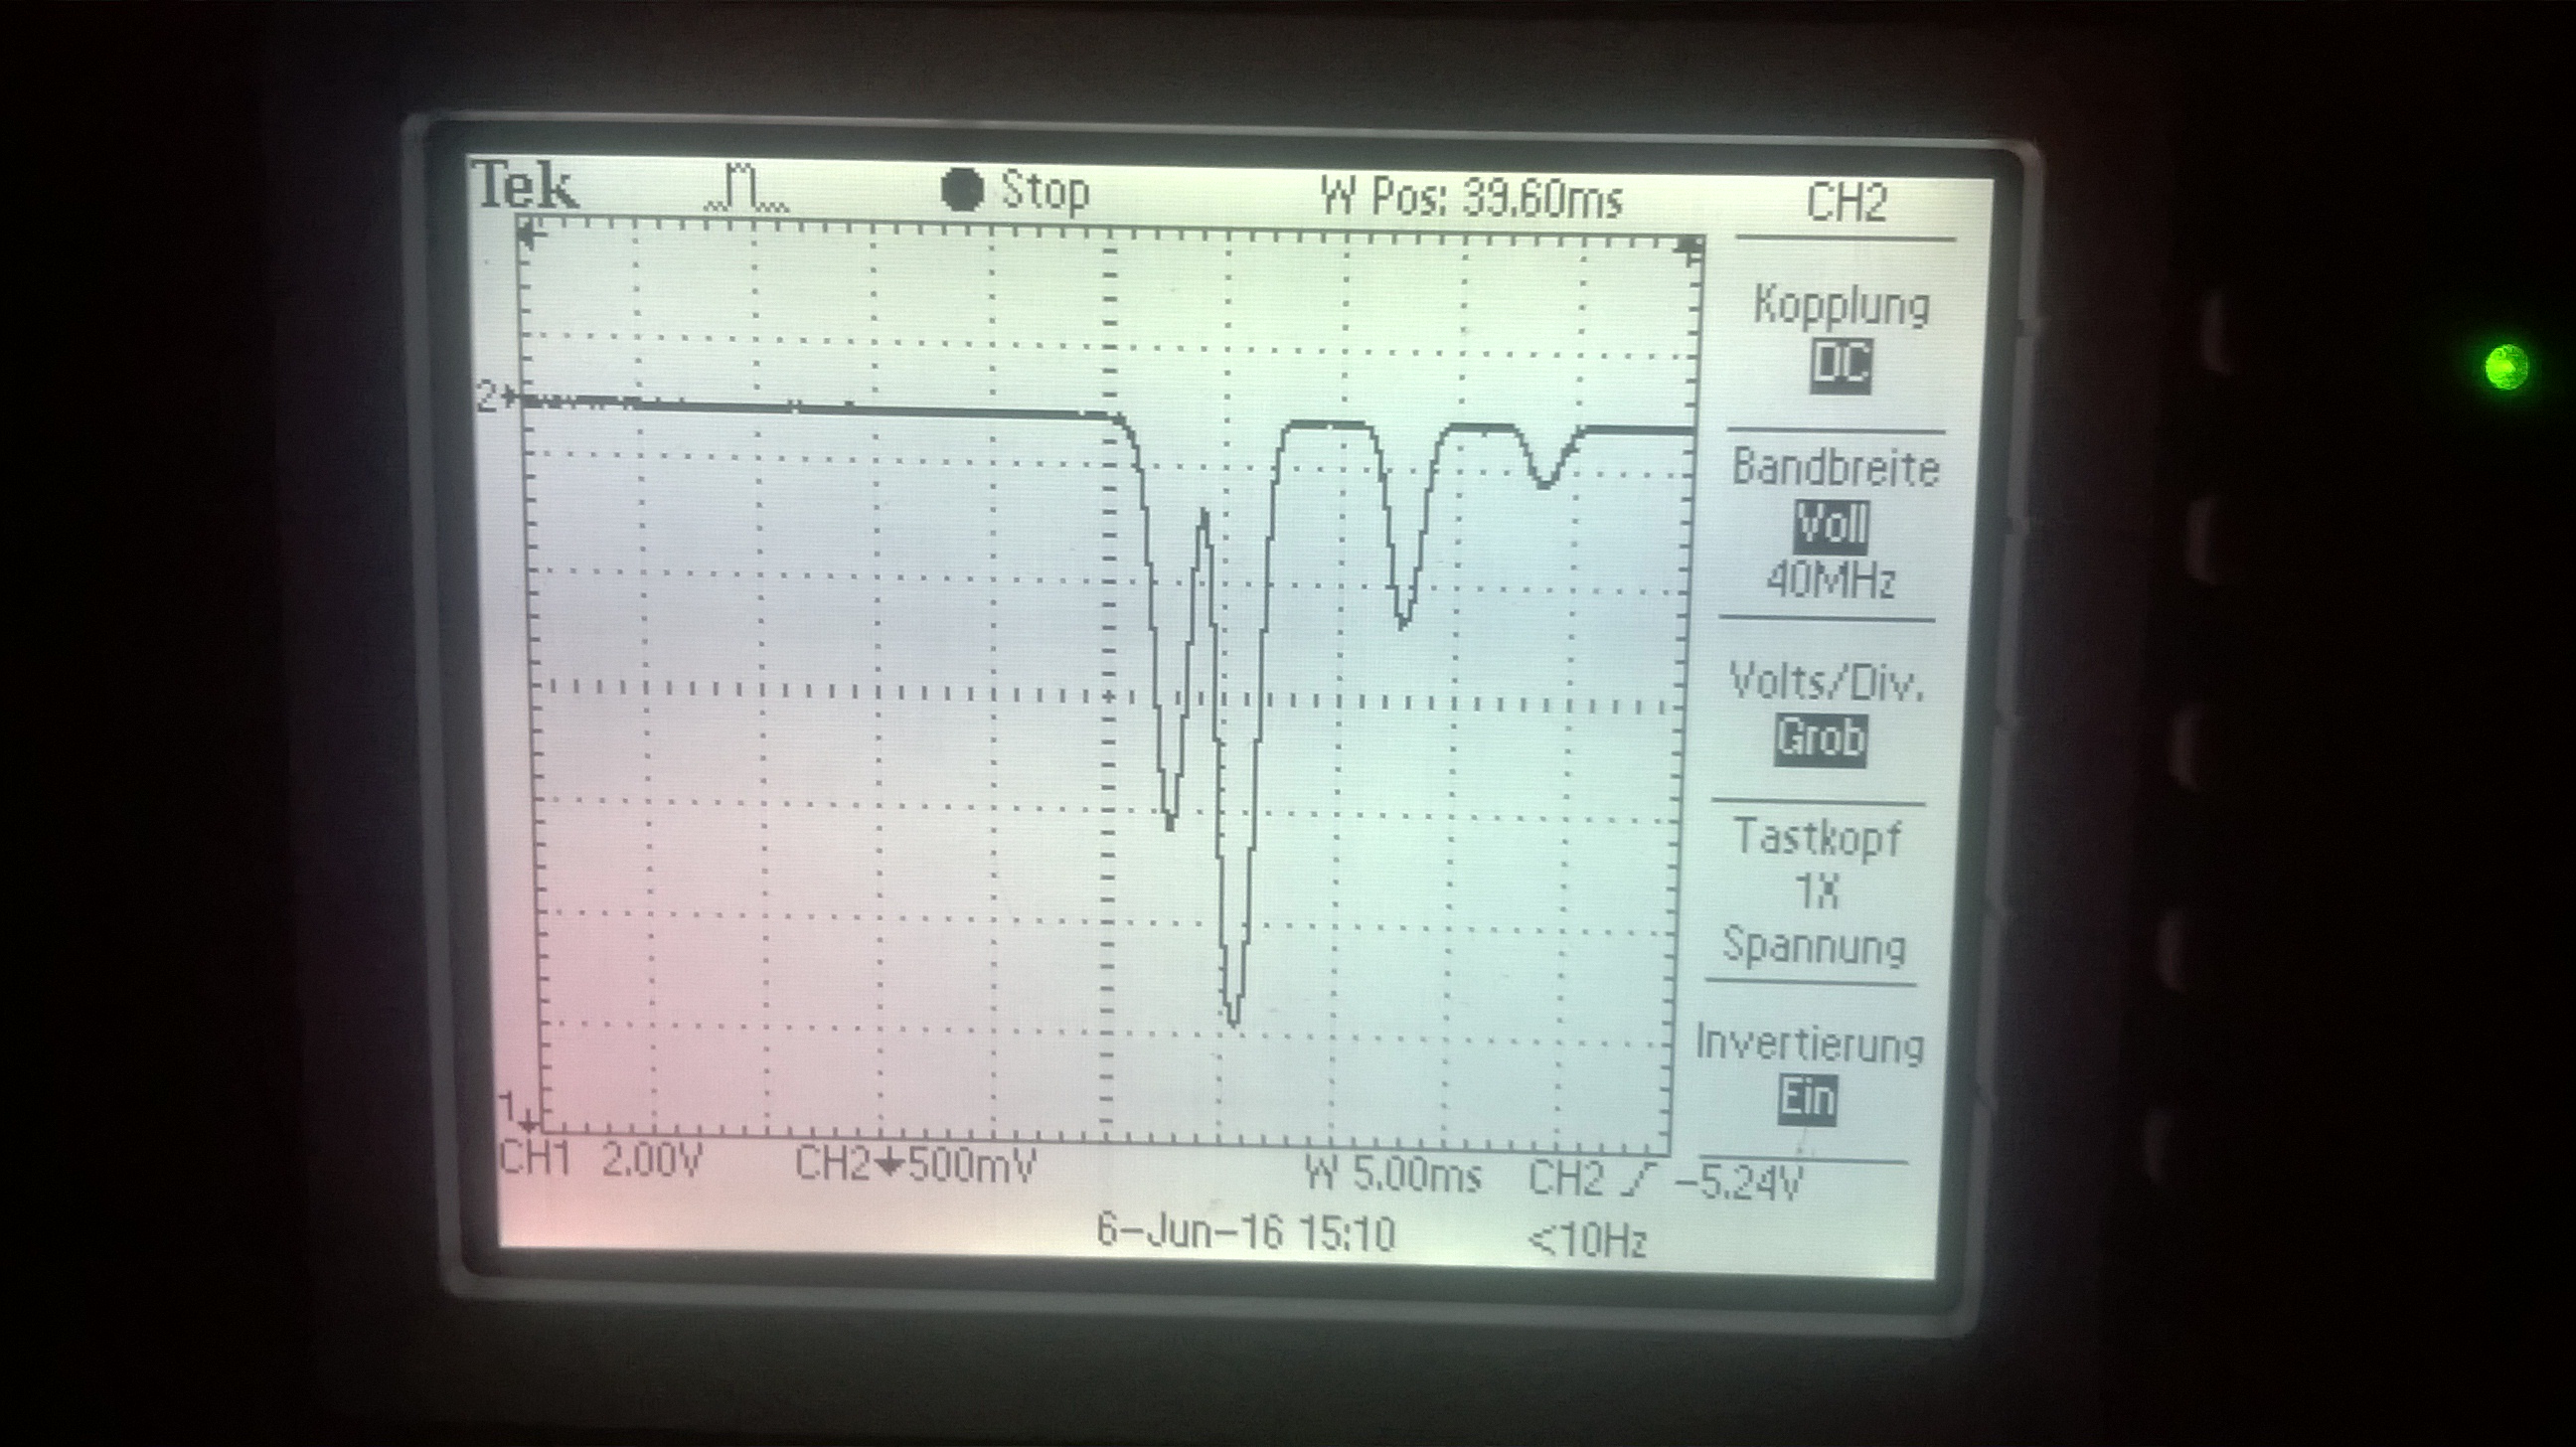 Tek Stop W Pos: 39.60ms CH2
Kopplung
DC
2
Bandbreite
Voll
40MHz
Volts/Div.
Grob
Tastkopf
1X
Spannung
Invertierung
Ein
1
CH1 2.00V CH2 500mV W 5.00ms CH2 -5.24V
6-Jun-16 15:10 <10Hz